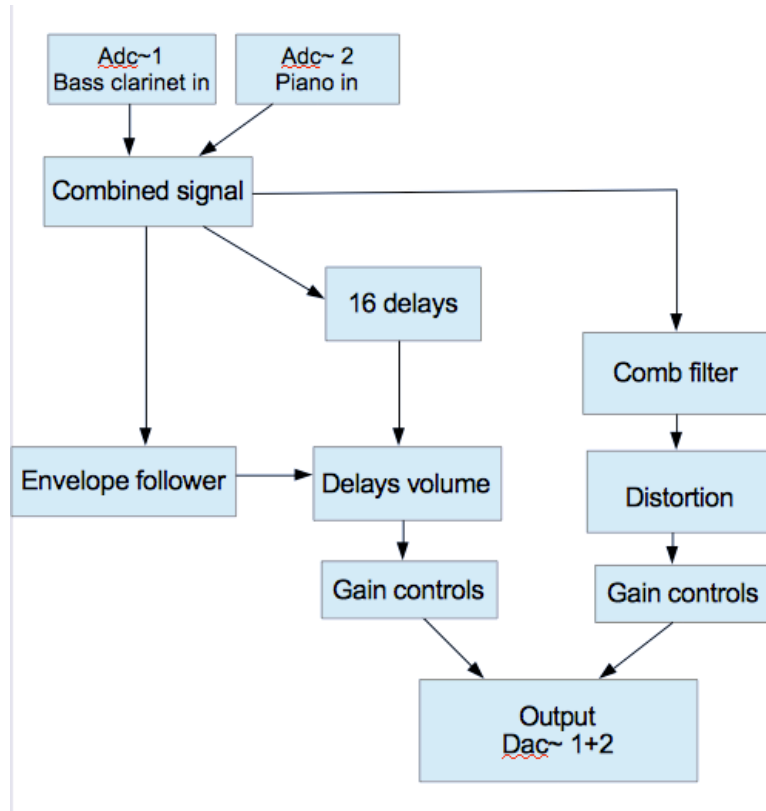 Adc~1
Bass clarinet in
Adc~ 2
Piano in
Combined signal
16 delays
Comb filter
Envelope follower
Delays volume
Distortion
Gain controls
Gain controls
Output
Dac~ 1+2